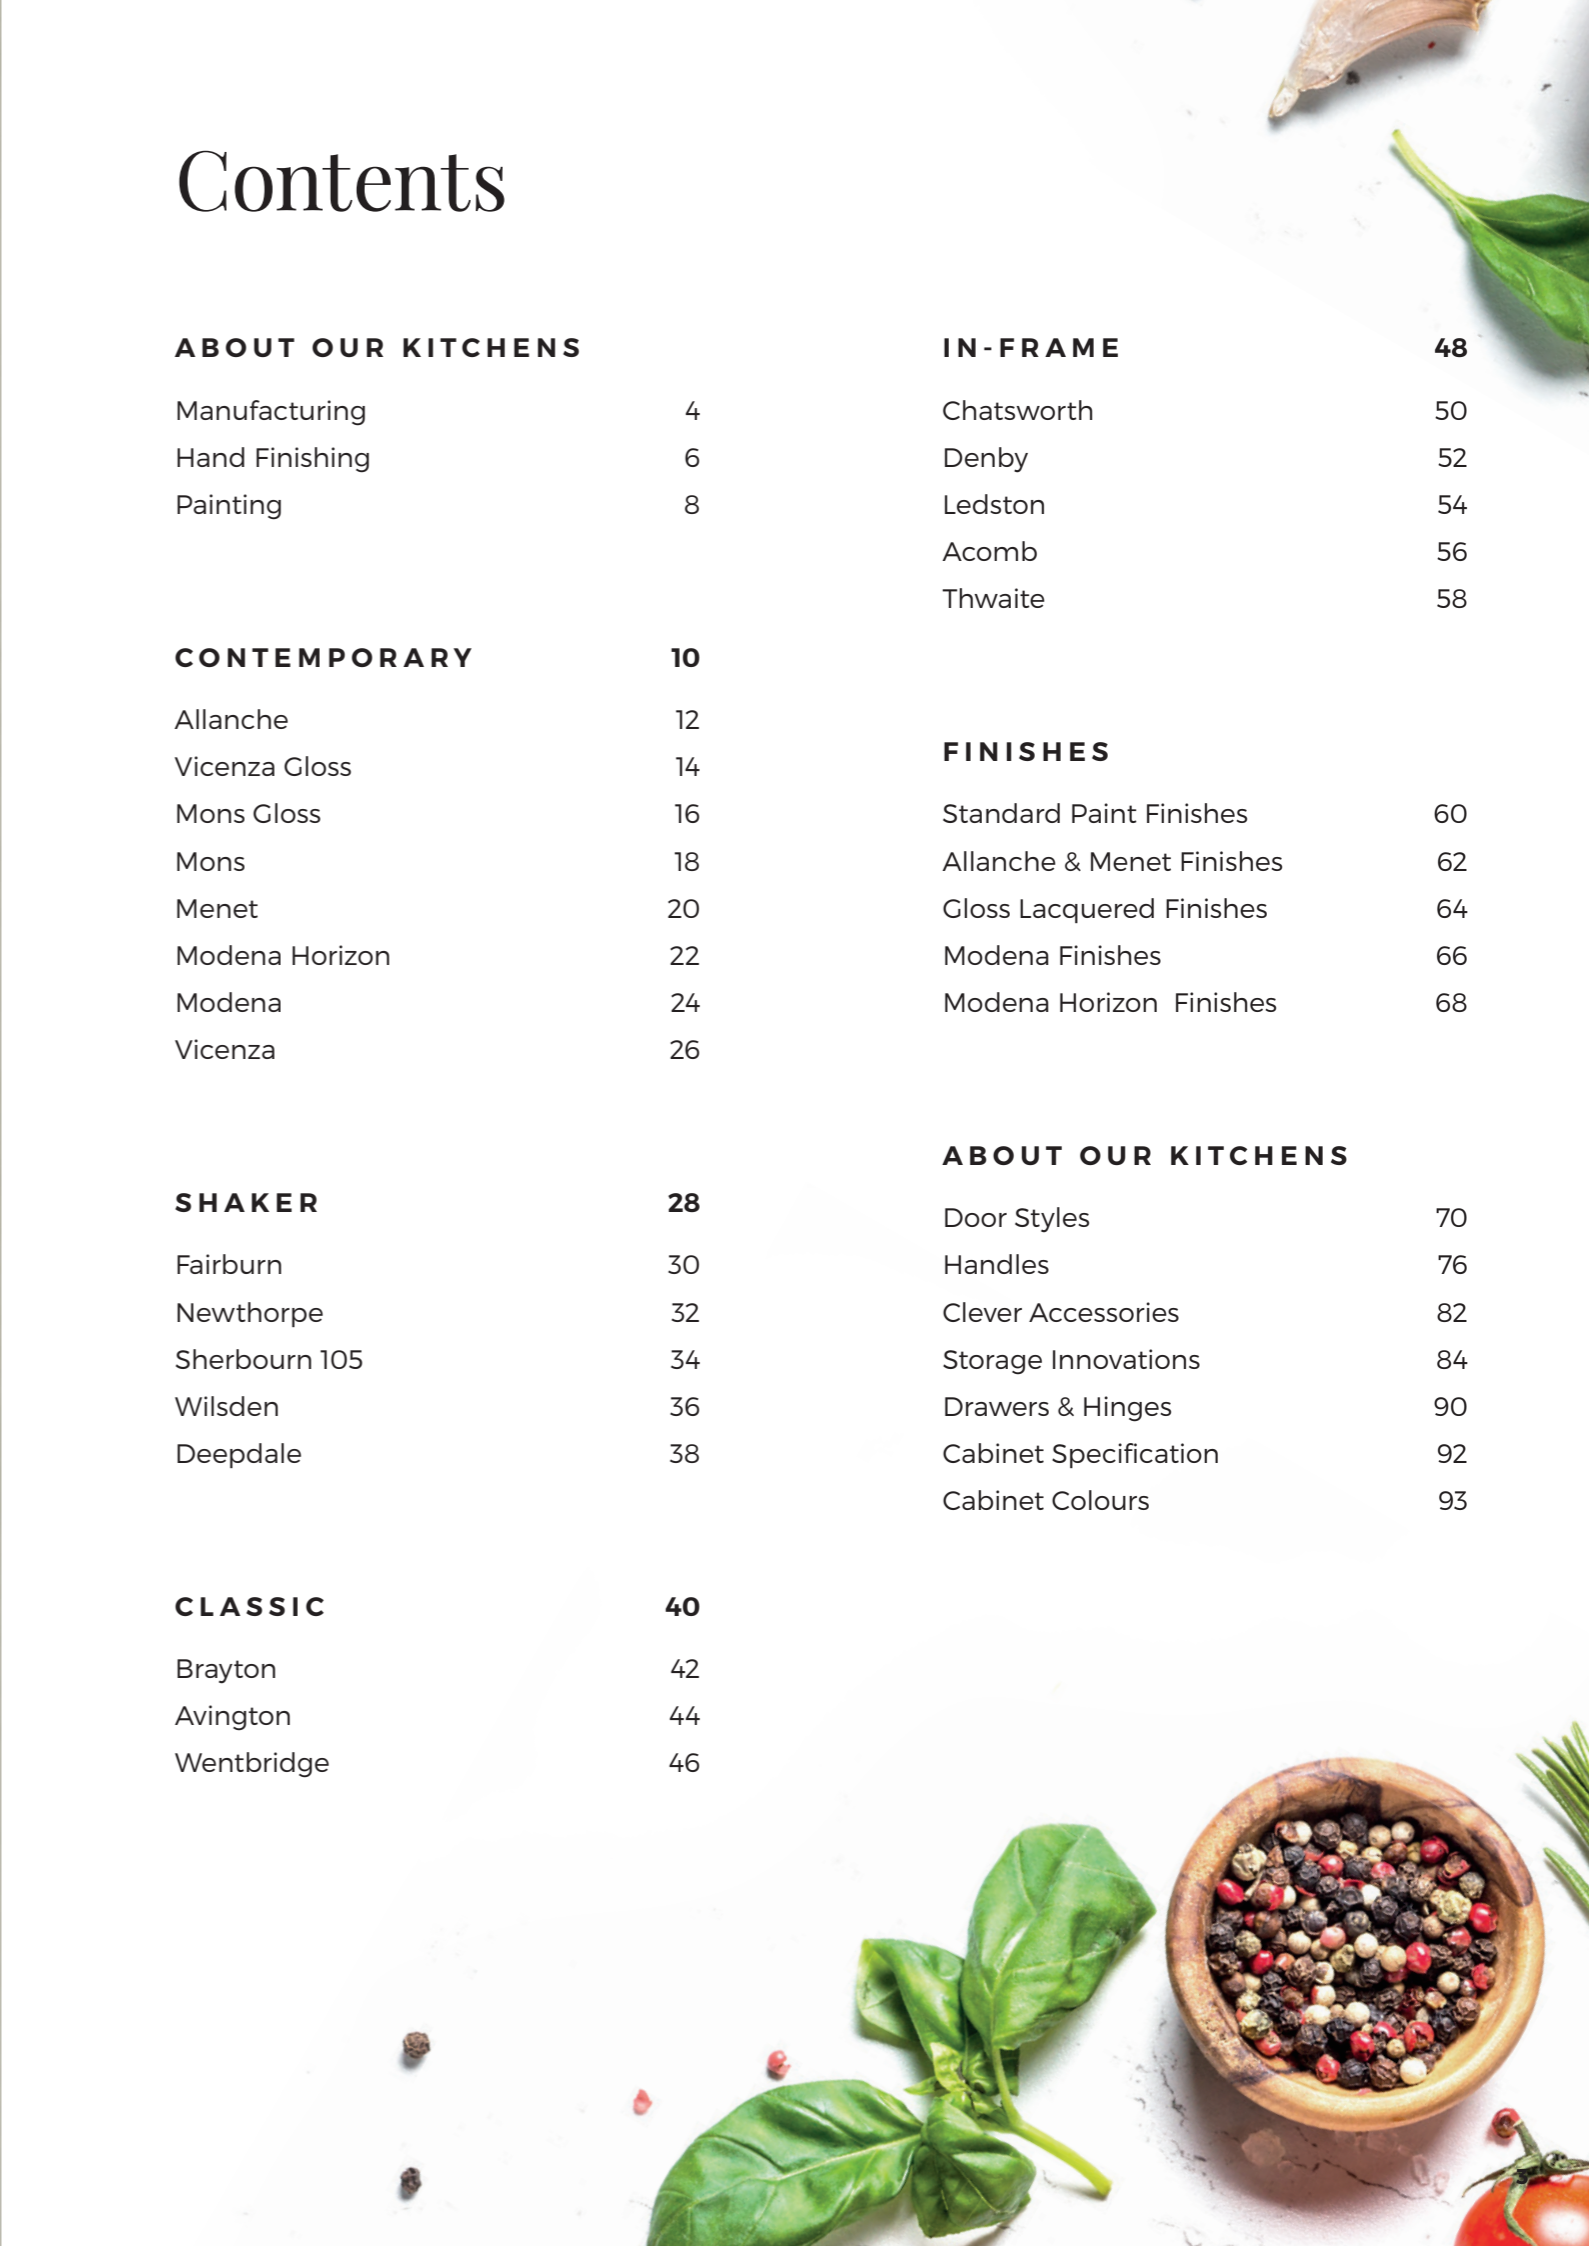 Contents
ABOUT OUR KITCHENS
Manufacturing 4
Hand Finishing 6
Painting 8
CONTEMPORARY 10
Allanche 12
Vicenza Gloss 14
Mons Gloss 16
Mons 18
Menet 20
Modena Horizon 22
Modena 24
Vicenza 26
SHAKER 28
Fairburn 30
Newthorpe 32
Sherbourn 105 34
Wilsden 36
Deepdale 38
CLASSIC 40
Brayton 42
Avington 44
Wentbridge 46
IN-FRAME 48
Chatsworth 50
Denby 52
Ledston 54
Acomb 56
Thwaite 58
FINISHES
Standard Paint Finishes 60
Allanche & Menet Finishes 62
Gloss Lacquered Finishes 64
Modena Finishes 66
Modena Horizon  Finishes 68
ABOUT OUR KITCHENS
Door Styles 70
Handles 76
Clever Accessories 82
Storage Innovations 84
Drawers & Hinges 90
Cabinet Specification 92
Cabinet Colours 93
3